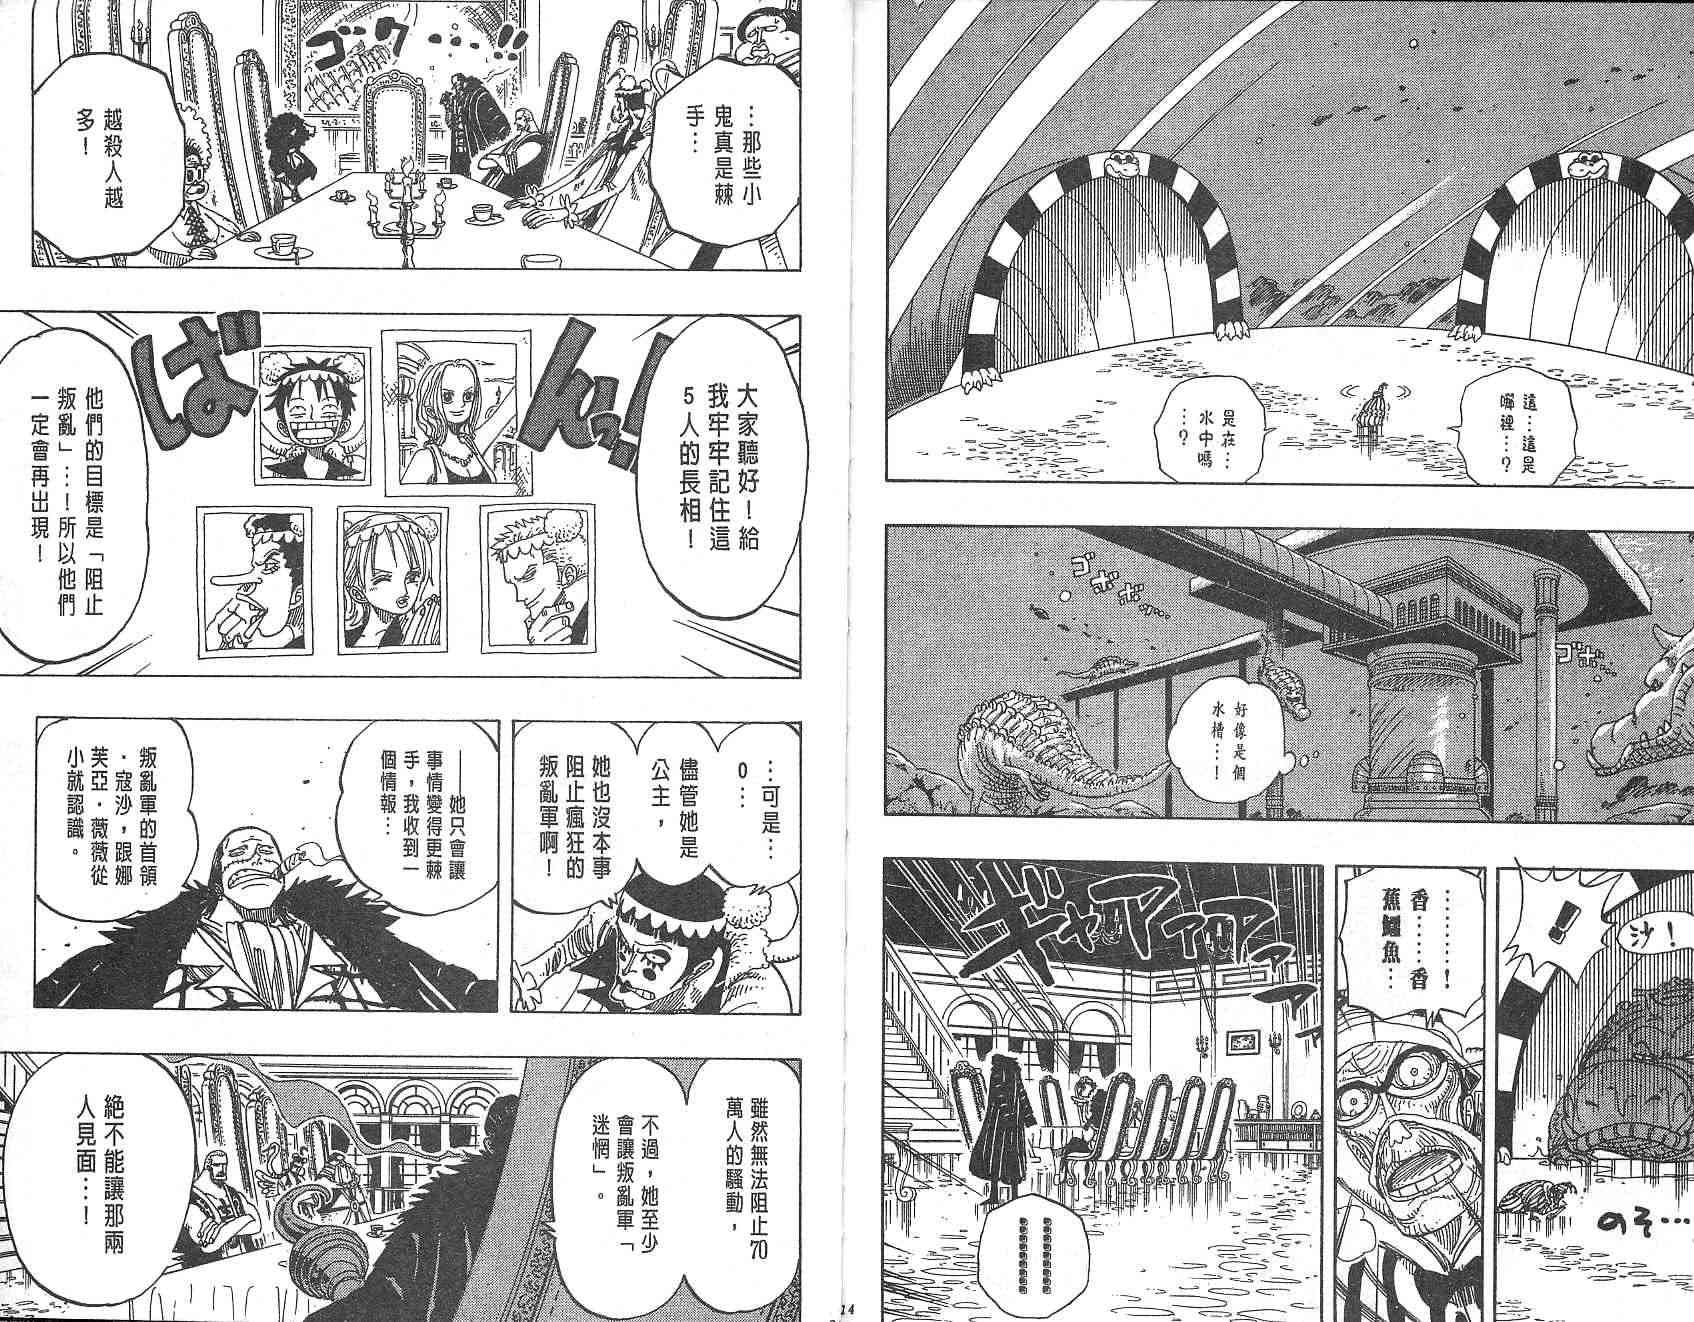 這…這是
哪裡…?
是在…
水中嗎
…?
ゴ ボ ボ ボ …
ゴ ボ …
好像是個
水槽…!
沙!
!!
のそ…
………!
香……香
蕉鱷魚…
ギャアアアア
アアー
14
…那些小
鬼真是棘
手…
ゴク…!!
越殺人越
多!
大家聽好!給
我牢牢記住這
5人的長相!
ばんっ!!
他們的目標是「阻止
叛亂」…!所以他們
一定會再出現!
…可是…
0…
儘管她是
公主,
她也沒本事
阻止瘋狂的
叛亂軍啊!
——她只會讓
事情變得更棘
手,我收到一
個情報…
叛亂軍的首領
.寇沙,跟娜
芙亞.薇薇從
小就認識。
雖然無法阻止70
萬人的騷動,
不過,她至少
會讓叛亂軍「
迷惘」。
絕不能讓那兩
人見面…!